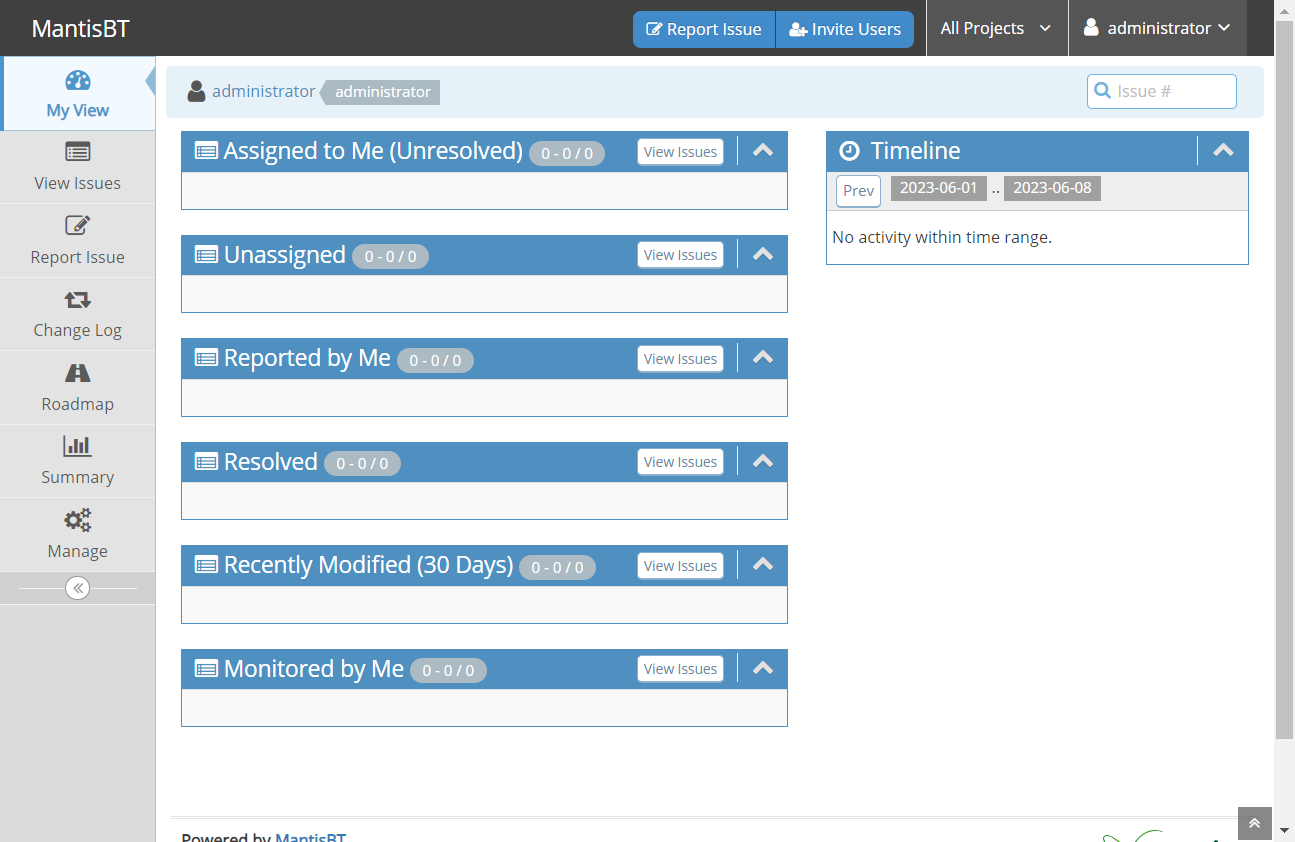 MantisBT
Report Issue
Invite Users
All Projects
administrator
My View
View Issues
Report Issue
Change Log
Roadmap
Summary
Manage
administrator
administrator
Issue #
Assigned to Me (Unresolved) 0 - 0 / 0 View Issues
Unassigned 0 - 0 / 0 View Issues
Reported by Me 0 - 0 / 0 View Issues
Resolved 0 - 0 / 0 View Issues
Recently Modified (30 Days) 0 - 0 / 0 View Issues
Monitored by Me 0 - 0 / 0 View Issues
Timeline
Prev 2023-06-01 .. 2023-06-08
No activity within time range.
Powered by MantisBT